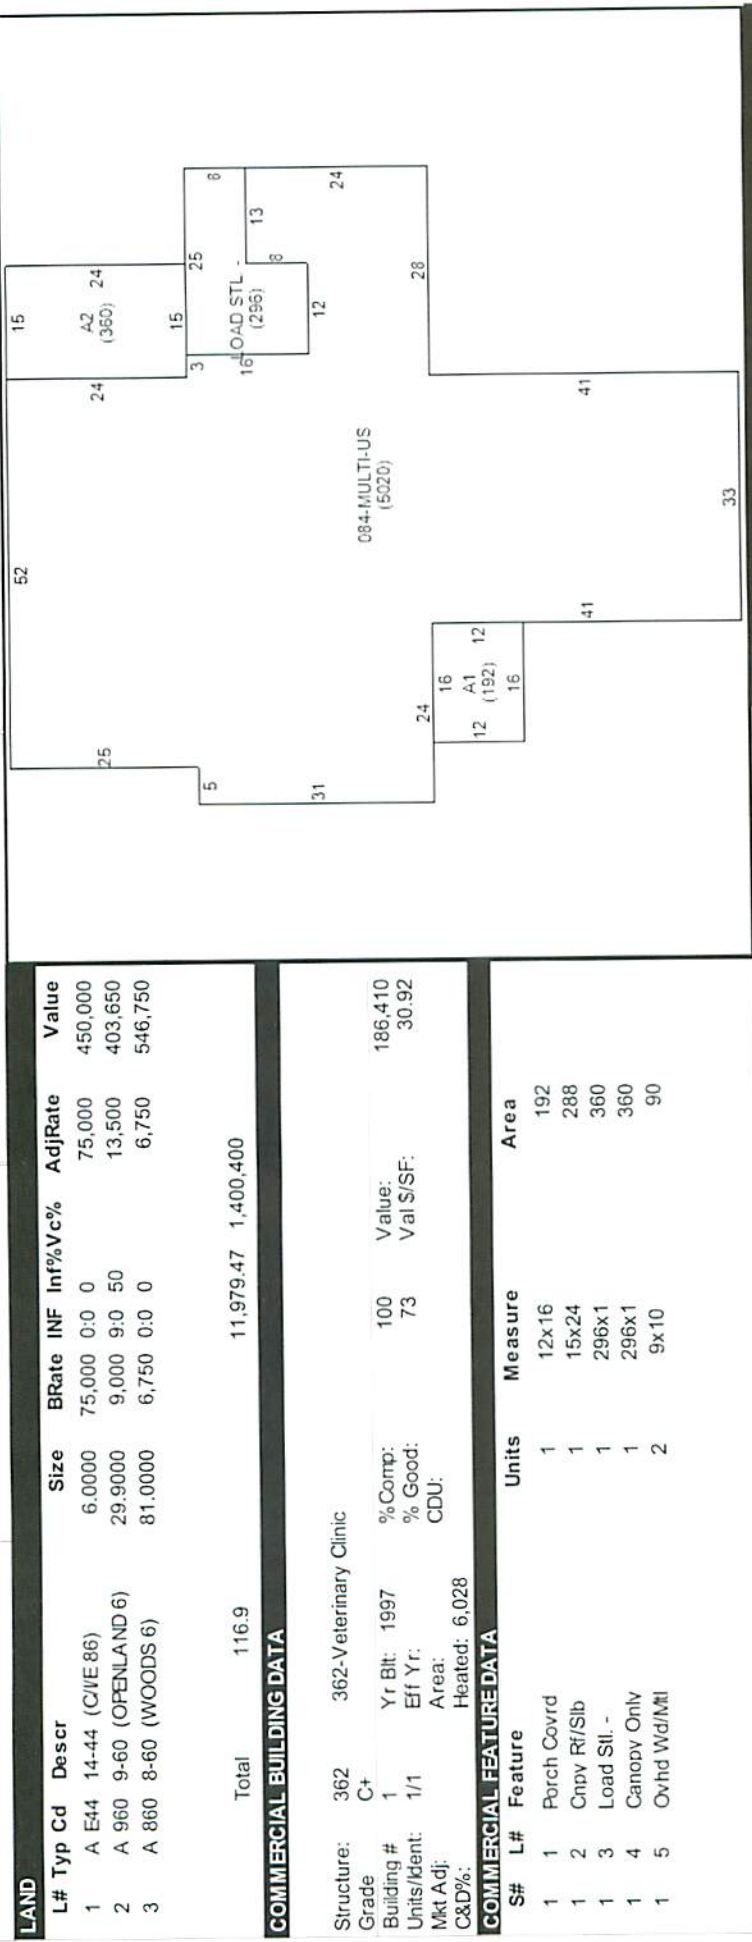 LAND
L# Typ Cd Descr Size BRate INF Inf%Vc% AdjRate Value
1 A E44 14-44 (C/I/E 86) 6.0000 75,000 0:0 0 75,000 450,000
2 A 960 9-60 (OPENLAND 6) 29.9000 9,000 9:0 50 13,500 403,650
3 A 860 8-60 (WOODS 6) 81.0000 6,750 0:0 0 6,750 546,750
Total 116.9 11,979.47 1,400,400
COMMERCIAL BUILDING DATA
Structure: 362 362-Veterinary Clinic
Grade C+
Building # 1 Yr Blt: 1997 %Comp: 100 Value: 186,410
Units/Ident: 1/1 Eff Yr: % Good: 73 Val $/SF: 30.92
Mkt Adj: Area: CDU:
C&D%: Heated: 6,028
COMMERCIAL FEATURE DATA
S# L# Feature Units Measure Area
1 1 Porch Covrd 1 12x16 192
1 2 Cnpy Rf/Slb 1 15x24 288
1 3 Load Stl. - 1 296x1 360
1 4 Canopy Only 1 296x1 360
1 5 Ovhd Wd/Mtl 2 9x10 90
52
15
24
A2
(360)
24
15
25
5
3
25
8
16
LOAD STL. -
(296)
8
13
12
24
31
084-MULTI-US
(5020)
28
24
16
12
A1
(192)
12
16
41
41
33